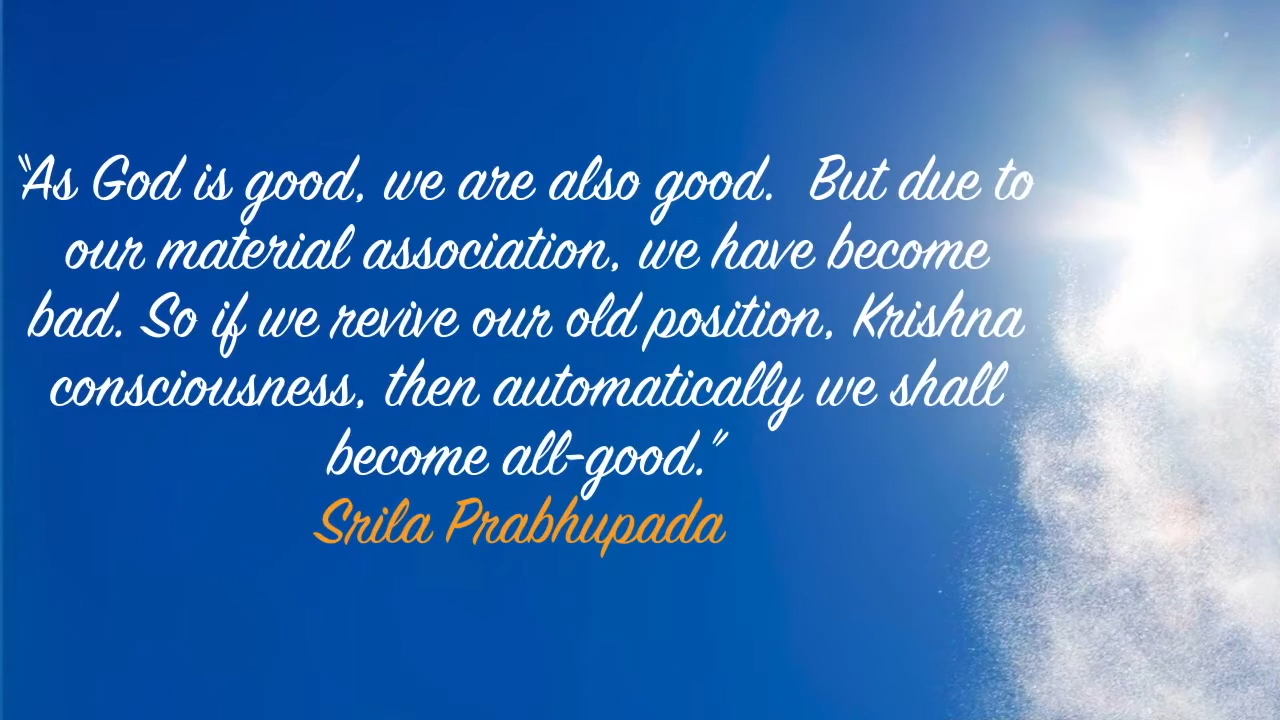 “As God is good, we are also good.  But due to
our material association, we have become
bad. So if we revive our old position, Krishna
consciousness, then automatically we shall
become all-good.”
Srila Prabhupada